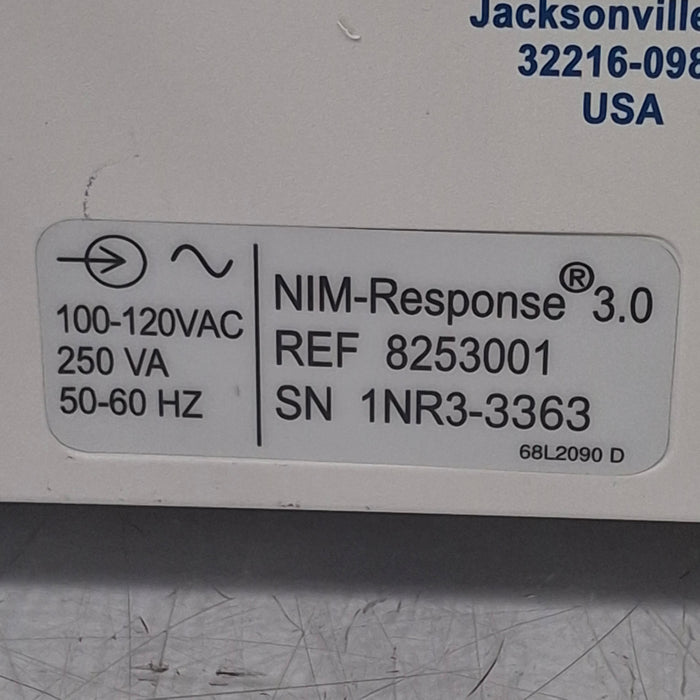 Jacksonville
32216-098
USA
100-120VAC
250 VA
50-60 HZ
NIM-Response® 3.0
REF 8253001
SN 1NR3-3363
68L2090 D